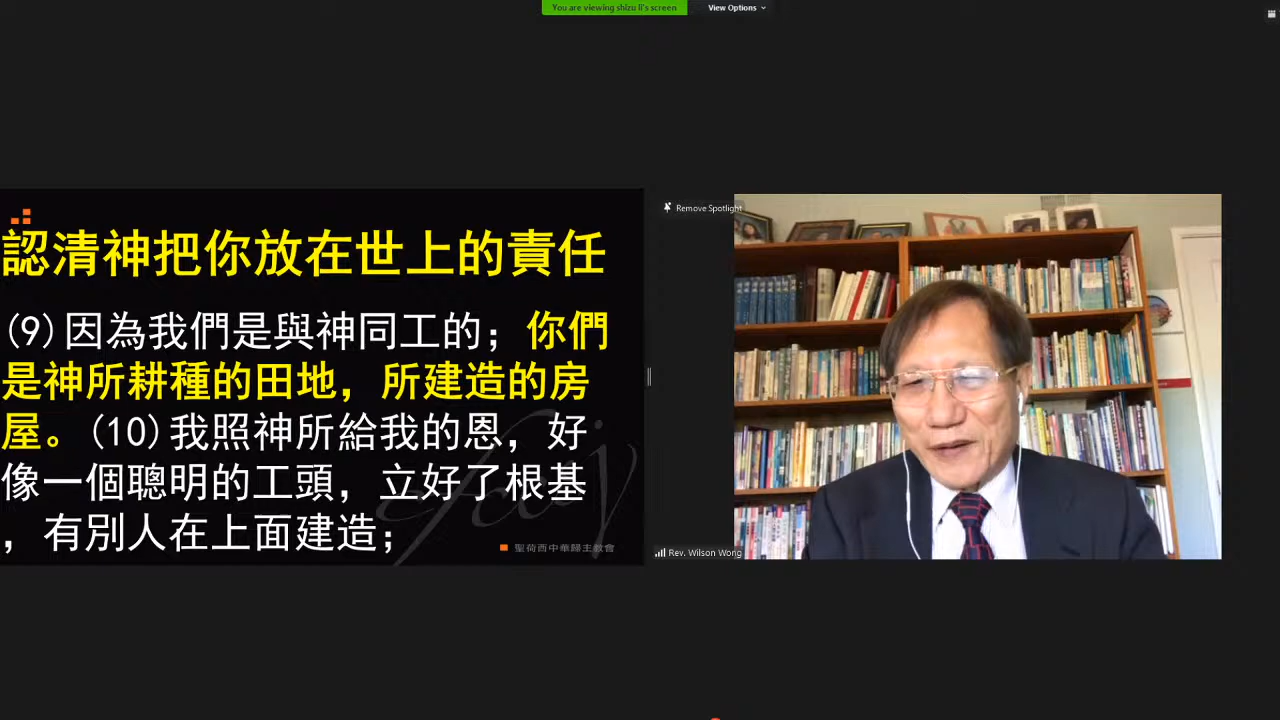 You are viewing shizu li's screen
View Options
認清神把你放在世上的責任
(9)因為我們是與神同工的；你們
是神所耕種的田地，所建造的房
屋。(10)我照神所給我的恩，好
像一個聰明的工頭，立好了根基
，有別人在上面建造；
聖荷西中華歸主教會
Remove Spotlight
Rev. Wilson Wong